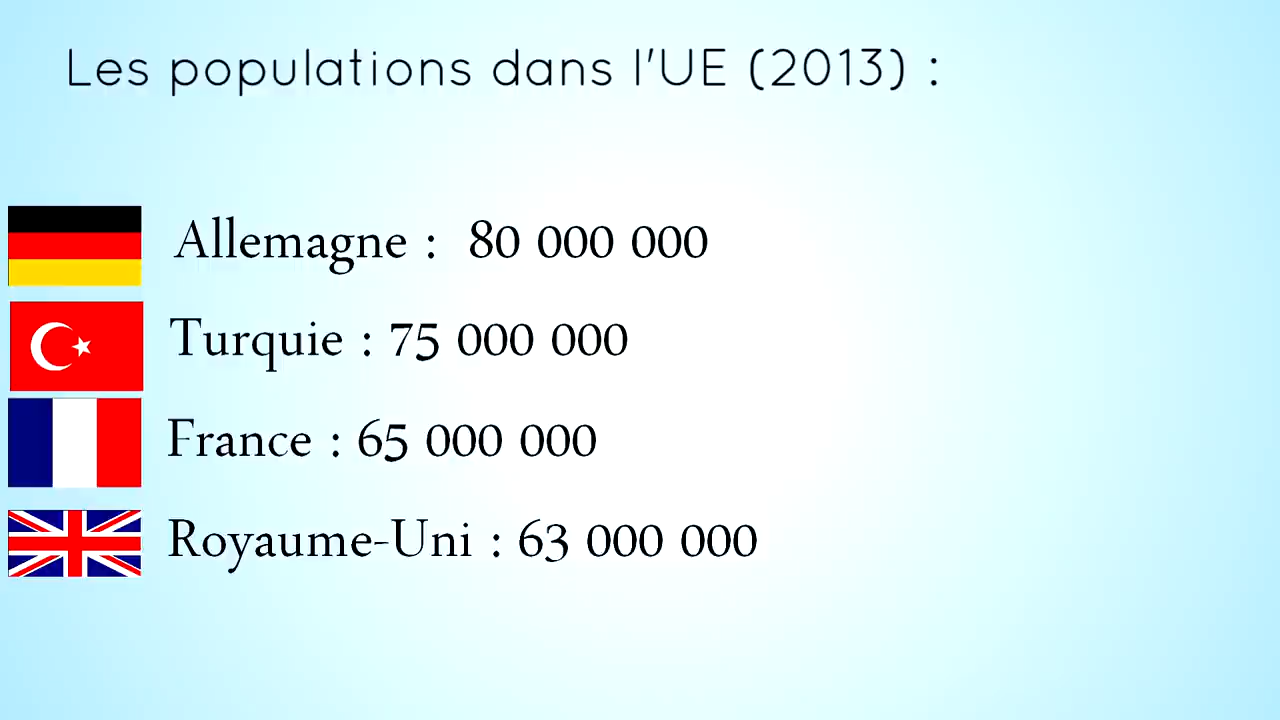 Les populations dans l'UE (2013) :
Allemagne : 80 000 000
Turquie : 75 000 000
France : 65 000 000
Royaume-Uni : 63 000 000